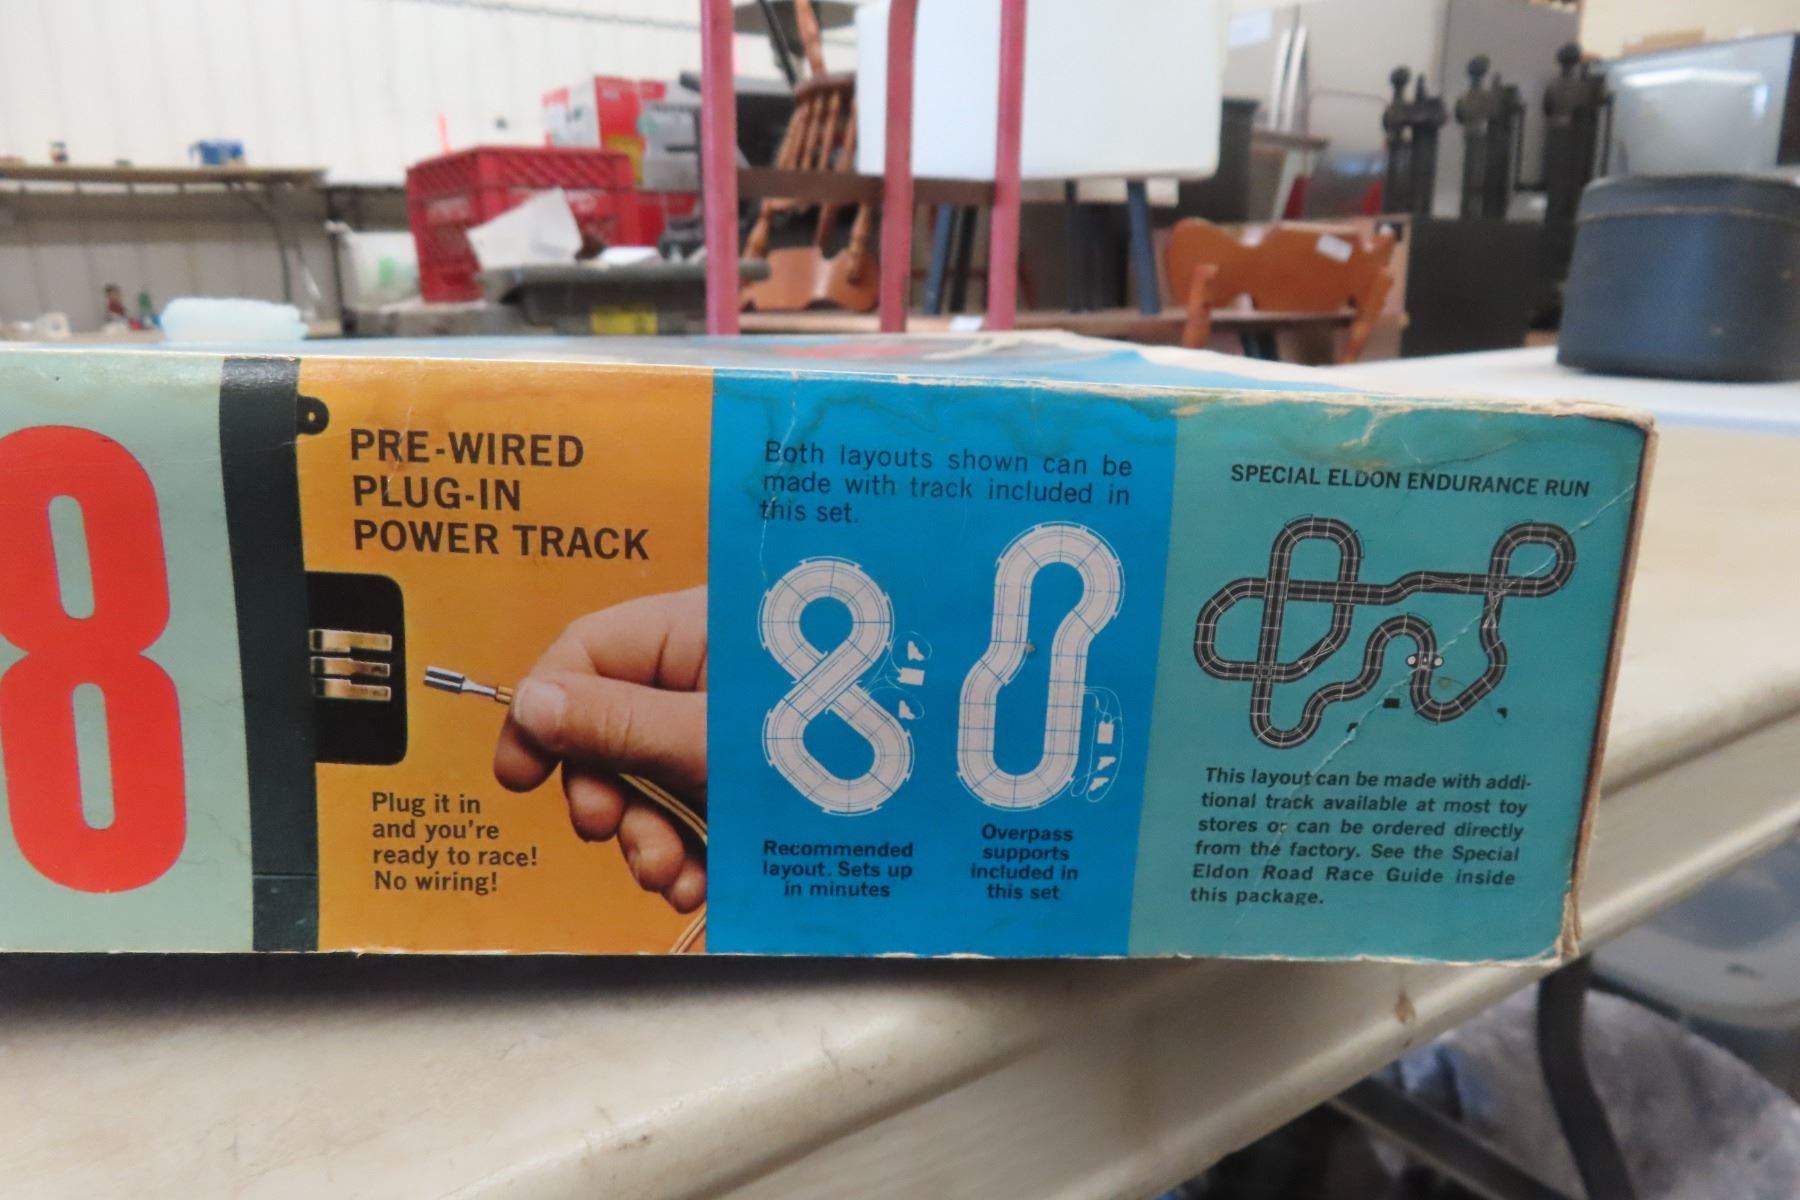 8
PRE-WIRED
PLUG-IN
POWER TRACK
Plug it in
and you're
ready to race!
No wiring!
Both layouts shown can be
made with track included in
this set.
Recommended
layout. Sets up
in minutes
Overpass
supports
included in
this set
SPECIAL ELDON ENDURANCE RUN
This layout can be made with addi-
tional track available at most toy
stores or can be ordered directly
from the factory. See the Special
Eldon Road Race Guide inside
this package.